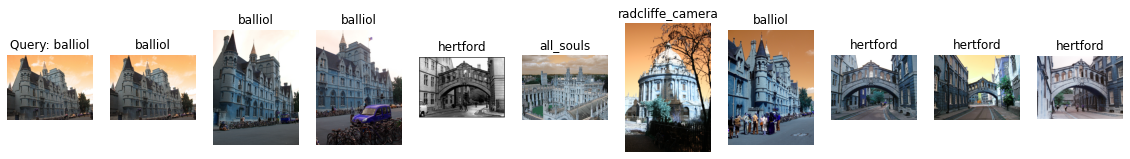 Query: balliol
balliol
balliol
balliol
hertford
all_souls
radcliffe_camera
balliol
hertford
hertford
hertford